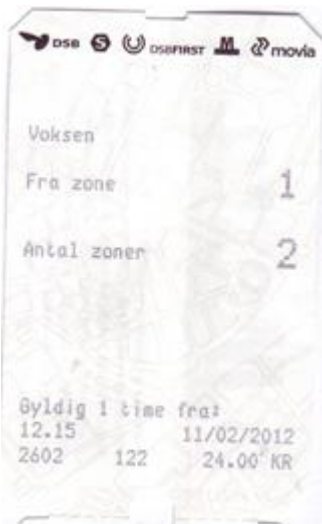 DSB S DSBFIRST M movia
Voksen
Fra zone 1
Antal zoner 2
Gyldig 1 time fra:
12.15 11/02/2012
2602 122 24.00 KR